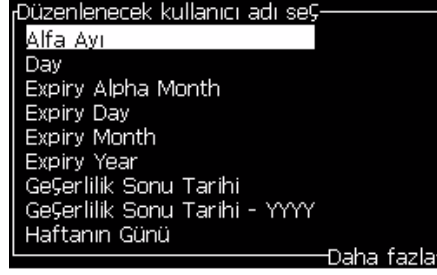 Düzenlenecek kullanıcı adı seç
Alfa Ayı
Day
Expiry Alpha Month
Expiry Day
Expiry Month
Expiry Year
Geçerlilik Sonu Tarihi
Geçerlilik Sonu Tarihi - YYYY
Haftanın Günü
Daha fazla